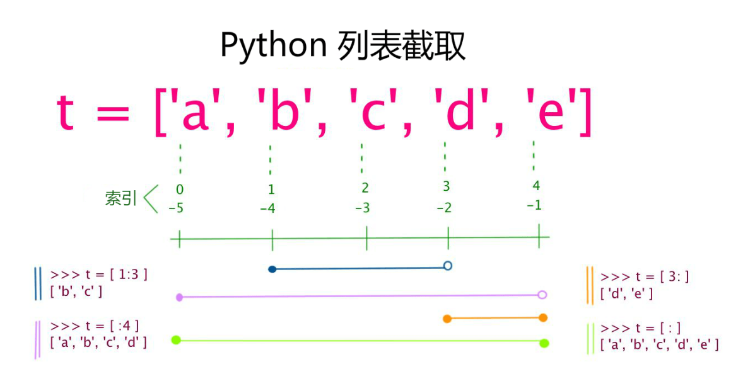 Python 列表截取
t = ['a', 'b', 'c', 'd', 'e']
索引
0 1 2 3 4
-5 -4 -3 -2 -1
>>> t = [ 1:3 ]
[ 'b', 'c' ]
>>> t = [ :4 ]
[ 'a', 'b', 'c', 'd' ]
>>> t = [ 3: ]
[ 'd', 'e' ]
>>> t = [ : ]
[ 'a', 'b', 'c', 'd', 'e' ]